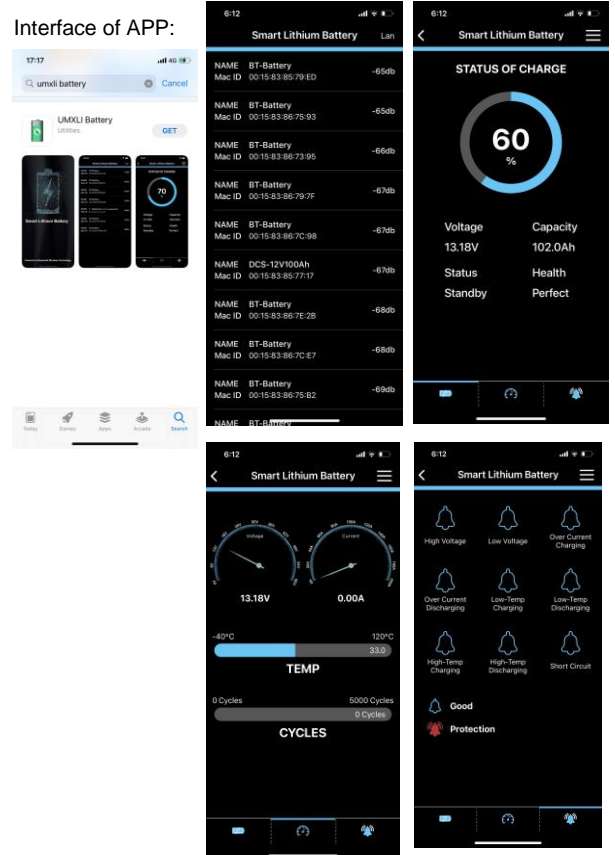 Interface of APP:
17:17
4G
umxli battery
Cancel
UMXLI Battery
Utilities
GET
Smart Lithium Battery
STATUS OF CHARGE
70
Today
Games
Apps
Arcade
Search
6:12
Smart Lithium Battery
Lan
NAME BT-Battery
Mac ID 00:15:83:85:79:ED
-65db
NAME BT-Battery
Mac ID 00:15:83:86:75:93
-65db
NAME BT-Battery
Mac ID 00:15:83:86:73:95
-66db
NAME BT-Battery
Mac ID 00:15:83:86:79:7F
-67db
NAME BT-Battery
Mac ID 00:15:83:86:7C:98
-67db
NAME DCS-12V100Ah
Mac ID 00:15:83:85:77:17
-67db
NAME BT-Battery
Mac ID 00:15:83:86:7E:2B
-68db
NAME BT-Battery
Mac ID 00:15:83:86:7C:E7
-68db
NAME BT-Battery
Mac ID 00:15:83:86:75:B2
-69db
NAME BT-Battery
6:12
Smart Lithium Battery
STATUS OF CHARGE
60
%
Voltage Capacity
13.18V 102.0Ah
Status Health
Standby Perfect
6:12
Smart Lithium Battery
Voltage Current
13.18V 0.00A
-40°C 120°C
33.0
TEMP
0 Cycles 5000 Cycles
0 Cycles
CYCLES
6:12
Smart Lithium Battery
High Voltage
Low Voltage
Over Current
Charging
Over Current
Discharging
Low-Temp
Charging
Low-Temp
Discharging
High-Temp
Charging
High-Temp
Discharging
Short Circuit
Good
Protection